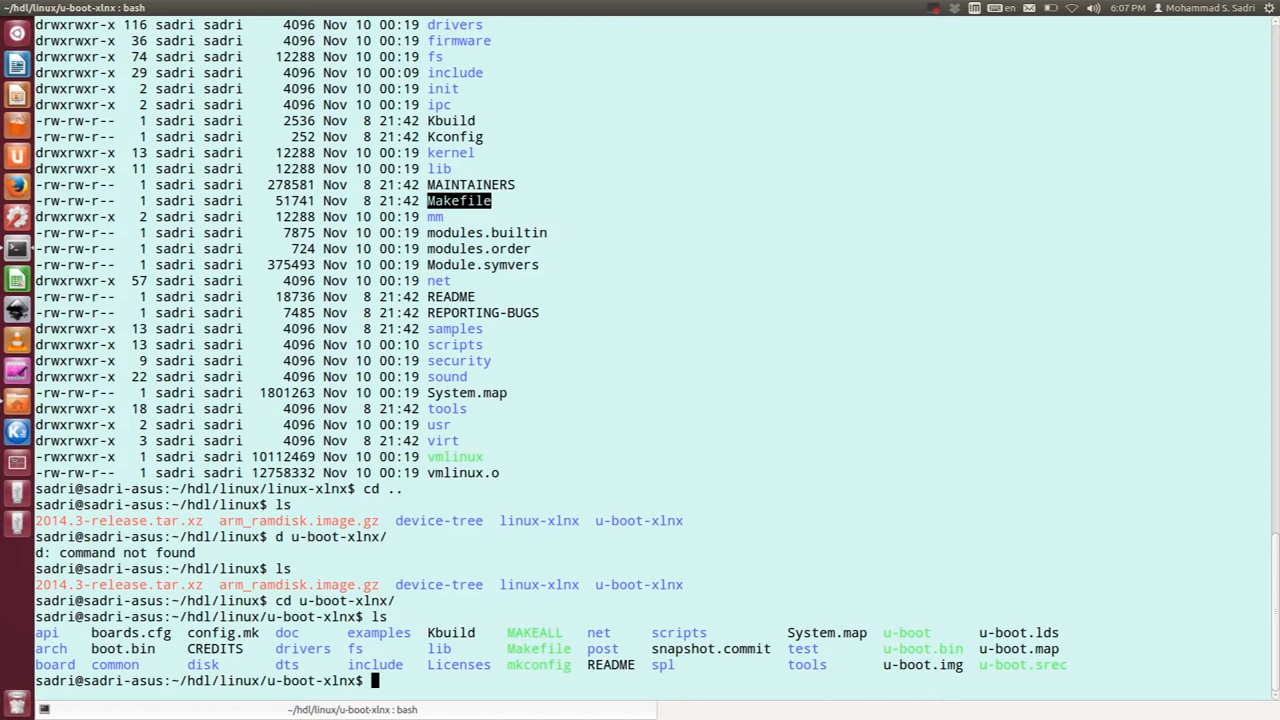 ~/hdl/linux/u-boot-xlnx : bash en 6:07 PM Mohammad S. Sadri
drwxrwxr-x 116 sadri sadri 4096 Nov 10 00:19 drivers
drwxrwxr-x 36 sadri sadri 4096 Nov 10 00:19 firmware
drwxrwxr-x 74 sadri sadri 12288 Nov 10 00:19 fs
drwxrwxr-x 29 sadri sadri 4096 Nov 10 00:09 include
drwxrwxr-x 2 sadri sadri 4096 Nov 10 00:19 init
drwxrwxr-x 2 sadri sadri 4096 Nov 10 00:19 ipc
-rw-rw-r-- 1 sadri sadri 2536 Nov 8 21:42 Kbuild
-rw-rw-r-- 1 sadri sadri 252 Nov 8 21:42 Kconfig
drwxrwxr-x 13 sadri sadri 12288 Nov 10 00:19 kernel
drwxrwxr-x 11 sadri sadri 12288 Nov 10 00:19 lib
-rw-rw-r-- 1 sadri sadri 278581 Nov 8 21:42 MAINTAINERS
-rw-rw-r-- 1 sadri sadri 51741 Nov 8 21:42 Makefile
drwxrwxr-x 2 sadri sadri 12288 Nov 10 00:19 mm
-rw-rw-r-- 1 sadri sadri 7875 Nov 10 00:19 modules.builtin
-rw-rw-r-- 1 sadri sadri 724 Nov 10 00:19 modules.order
-rw-rw-r-- 1 sadri sadri 375493 Nov 10 00:19 Module.symvers
drwxrwxr-x 57 sadri sadri 4096 Nov 10 00:19 net
-rw-rw-r-- 1 sadri sadri 18736 Nov 8 21:42 README
-rw-rw-r-- 1 sadri sadri 7485 Nov 8 21:42 REPORTING-BUGS
drwxrwxr-x 13 sadri sadri 4096 Nov 8 21:42 samples
drwxrwxr-x 13 sadri sadri 4096 Nov 10 00:10 scripts
drwxrwxr-x 9 sadri sadri 4096 Nov 10 00:19 security
drwxrwxr-x 22 sadri sadri 4096 Nov 10 00:19 sound
-rw-rw-r-- 1 sadri sadri 1801263 Nov 10 00:19 System.map
drwxrwxr-x 18 sadri sadri 4096 Nov 8 21:42 tools
drwxrwxr-x 2 sadri sadri 4096 Nov 10 00:19 usr
drwxrwxr-x 3 sadri sadri 4096 Nov 8 21:42 virt
-rwxrwxr-x 1 sadri sadri 10112469 Nov 10 00:19 vmlinux
-rw-rw-r-- 1 sadri sadri 12758332 Nov 10 00:19 vmlinux.o
sadri@sadri-asus:~/hdl/linux/linux-xlnx$ cd ..
sadri@sadri-asus:~/hdl/linux$ ls
2014.3-release.tar.xz arm_ramdisk.image.gz device-tree linux-xlnx u-boot-xlnx
sadri@sadri-asus:~/hdl/linux$ d u-boot-xlnx/
d: command not found
sadri@sadri-asus:~/hdl/linux$ ls
2014.3-release.tar.xz arm_ramdisk.image.gz device-tree linux-xlnx u-boot-xlnx
sadri@sadri-asus:~/hdl/linux$ cd u-boot-xlnx/
sadri@sadri-asus:~/hdl/linux/u-boot-xlnx$ ls
api boards.cfg config.mk doc examples Kbuild MAKEALL net scripts System.map u-boot u-boot.lds
arch boot.bin CREDITS drivers fs lib Makefile post snapshot.commit test u-boot.bin u-boot.map
board common disk dts include Licenses mkconfig README spl tools u-boot.img u-boot.srec
sadri@sadri-asus:~/hdl/linux/u-boot-xlnx$
~/hdl/linux/u-boot-xlnx : bash